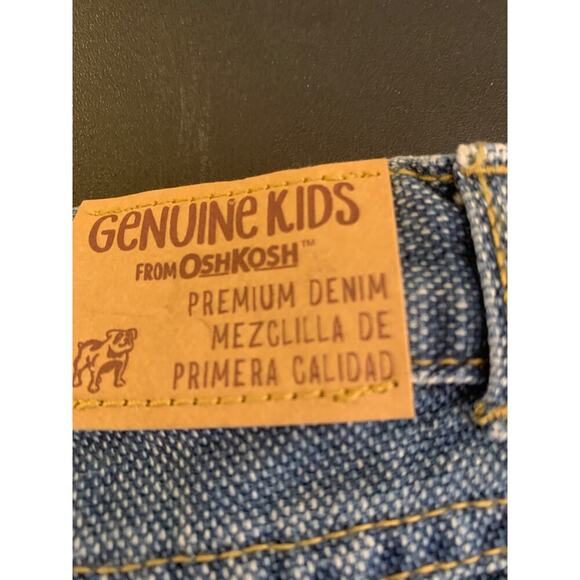 GENUINE KIDS
FROM OSHKOSH™
PREMIUM DENIM
MEZCLILLA DE
PRIMERA CALIDAD